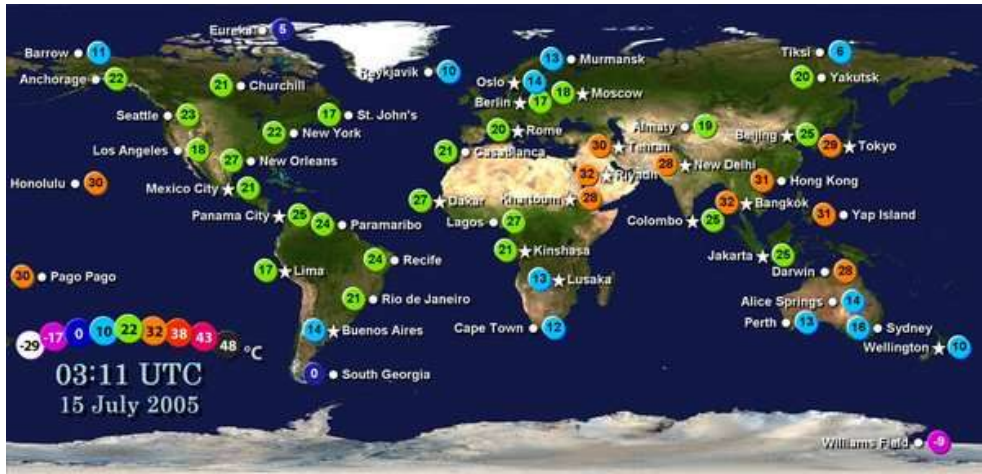 Eureka 5
Barrow 11
Tiksi 6
Murmansk 13
Reykjavik 10
Anchorage 22
Churchill 21
Oslo 14
Yakutsk 20
Berlin 17
Moscow 18
Seattle 23
St. John's 17
New York 22
Rome 20
Almaty 19
Beijing 25
Tokyo 29
Los Angeles 18
New Orleans 27
Casablanca 21
Tehran 30
New Delhi 28
Honolulu 30
Mexico City 21
Riyadh 32
Hong Kong 31
Dakar 27
Khartoum 28
Bangkok 32
Panama City 25
Paramaribo 24
Lagos 27
Colombo 25
Yap Island 31
Kinshasa 21
Jakarta 25
Recife 24
Pago Pago 30
Lima 17
Lusaka 13
Darwin 28
Rio de Janeiro 21
Alice Springs 14
Buenos Aires 14
Cape Town 12
Perth 13
Sydney 16
Wellington 10
-29 -17 0 10 22 32 38 43 48 °C
03:11 UTC
15 July 2005
South Georgia 0
Williams Field -9